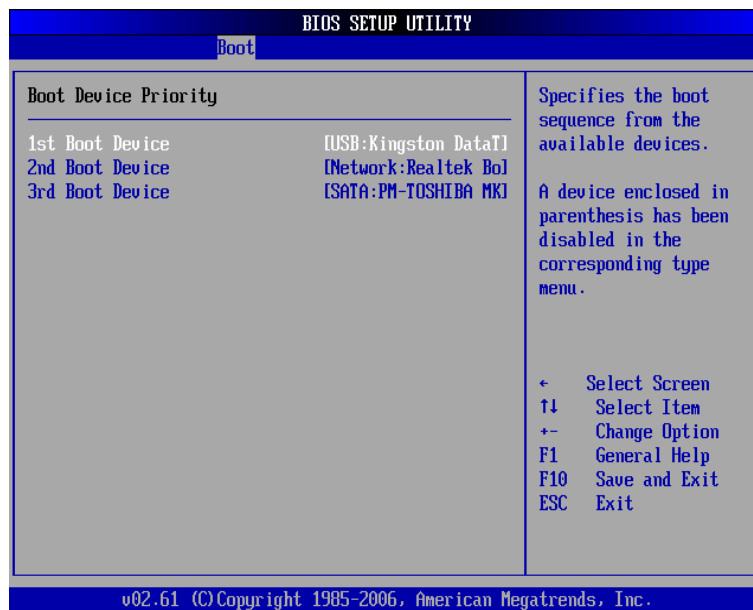 BIOS SETUP UTILITY
Boot
Boot Device Priority
1st Boot Device [USB:Kingston DataT]
2nd Boot Device [Network:Realtek Bo]
3rd Boot Device [SATA:PM-TOSHIBA MK]
Specifies the boot
sequence from the
available devices.
A device enclosed in
parenthesis has been
disabled in the
corresponding type
menu.
← Select Screen
↑↓ Select Item
+- Change Option
F1 General Help
F10 Save and Exit
ESC Exit
v02.61 (C)Copyright 1985-2006, American Megatrends, Inc.